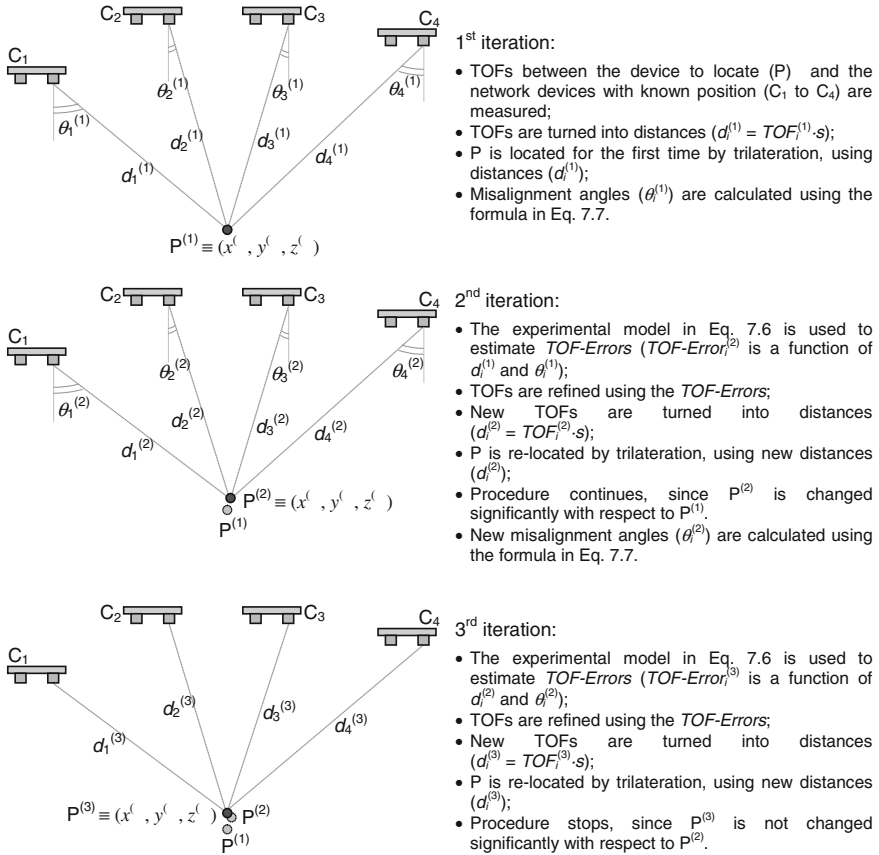 C₂
C₃
C₄
C₁
θ₁⁽¹⁾
θ₂⁽¹⁾
θ₃⁽¹⁾
θ₄⁽¹⁾
d₁⁽¹⁾
d₂⁽¹⁾
d₃⁽¹⁾
d₄⁽¹⁾
P⁽¹⁾ ≡ (x⁽ , y⁽ , z⁽ )
1st iteration:
• TOFs between the device to locate (P) and the
network devices with known position (C₁ to C₄) are
measured;
• TOFs are turned into distances (dᵢ⁽¹⁾ = TOFᵢ⁽¹⁾·s);
• P is located for the first time by trilateration, using
distances (dᵢ⁽¹⁾);
• Misalignment angles (θᵢ⁽¹⁾) are calculated using the
formula in Eq. 7.7.
C₂
C₃
C₄
C₁
θ₁⁽²⁾
θ₂⁽²⁾
θ₃⁽²⁾
θ₄⁽²⁾
d₁⁽²⁾
d₂⁽²⁾
d₃⁽²⁾
d₄⁽²⁾
P⁽²⁾ ≡ (x⁽ , y⁽ , z⁽ )
P⁽¹⁾
2nd iteration:
• The experimental model in Eq. 7.6 is used to
estimate TOF-Errors (TOF-Errorᵢ⁽²⁾ is a function of
dᵢ⁽¹⁾ and θᵢ⁽¹⁾);
• TOFs are refined using the TOF-Errors;
• New TOFs are turned into distances
(dᵢ⁽²⁾ = TOFᵢ⁽²⁾·s);
• P is re-located by trilateration, using new distances
(dᵢ⁽²⁾);
• Procedure continues, since P⁽²⁾ is changed
significantly with respect to P⁽¹⁾.
• New misalignment angles (θᵢ⁽²⁾) are calculated using
the formula in Eq. 7.7.
C₂
C₃
C₄
C₁
d₁⁽³⁾
d₂⁽³⁾
d₃⁽³⁾
d₄⁽³⁾
P⁽³⁾ ≡ (x⁽ , y⁽ , z⁽ )
P⁽²⁾
P⁽¹⁾
3rd iteration:
• The experimental model in Eq. 7.6 is used to
estimate TOF-Errors (TOF-Errorᵢ⁽³⁾ is a function of
dᵢ⁽²⁾ and θᵢ⁽²⁾);
• TOFs are refined using the TOF-Errors;
• New TOFs are turned into distances
(dᵢ⁽³⁾ = TOFᵢ⁽³⁾·s);
• P is re-located by trilateration, using new distances
(dᵢ⁽³⁾);
• Procedure stops, since P⁽³⁾ is not changed
significantly with respect to P⁽²⁾.